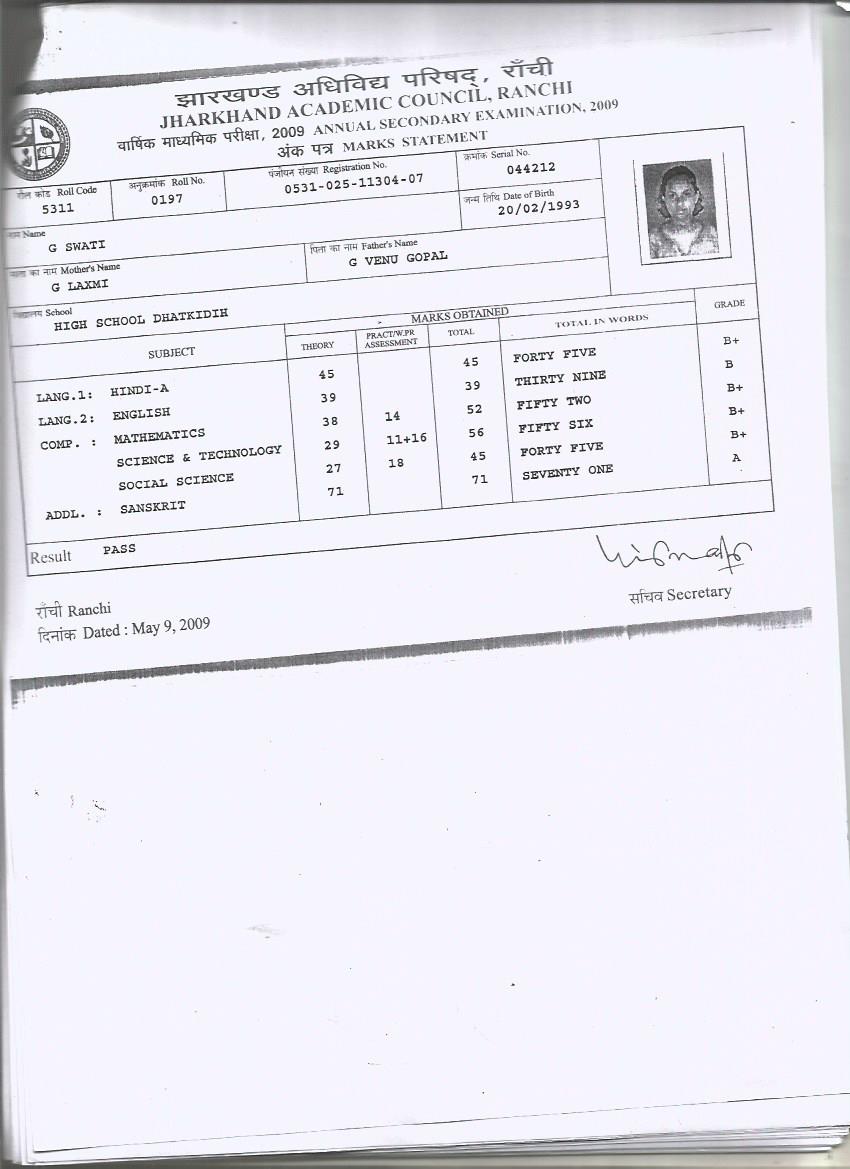 झारखण्ड अधिविद्य परिषद्, राँची
JHARKHAND ACADEMIC COUNCIL, RANCHI
वार्षिक माध्यमिक परीक्षा, 2009 ANNUAL SECONDARY EXAMINATION, 2009
अंक पत्र MARKS STATEMENT
रौल कोड Roll Code
5311
अनुक्रमांक Roll No.
0197
पंजीयन संख्या Registration No.
0531-025-11304-07
क्रमाँक Serial No.
044212
जन्म तिथि Date of Birth
20/02/1993
नाम Name
G SWATI
माता का नाम Mother's Name
G LAXMI
पिता का नाम Father's Name
G VENU GOPAL
विद्यालय School
HIGH SCHOOL DHATKIDIH
SUBJECT MARKS OBTAINED GRADE
THEORY PRACT/W.PR ASSESSMENT TOTAL TOTAL IN WORDS
LANG.1: HINDI-A 45 45 FORTY FIVE B+
LANG.2: ENGLISH 39 39 THIRTY NINE B
COMP. : MATHEMATICS 38 14 52 FIFTY TWO B+
SCIENCE & TECHNOLOGY 29 11+16 56 FIFTY SIX B+
SOCIAL SCIENCE 27 18 45 FORTY FIVE B+
ADDL. : SANSKRIT 71 71 SEVENTY ONE A
Result PASS
राँची Ranchi
दिनांक Dated : May 9, 2009
सचिव Secretary